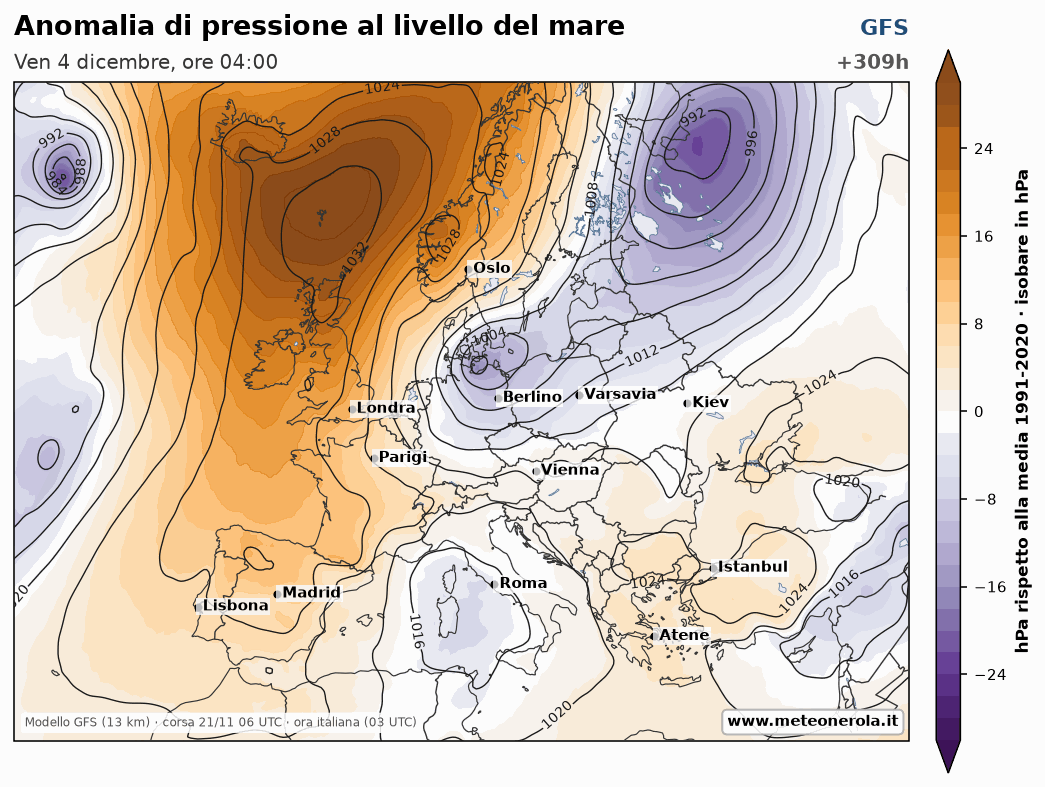 Anomalia di pressione al livello del mare
GFS
Ven 4 dicembre, ore 04:00
+309h
1024
992
992
996
988
984
1028
1024
1008
1028
1032
Oslo
1004
1012
1024
Berlino
Varsavia
Kiev
Londra
Parigi
Vienna
1020
20
Roma
Istanbul
1024
1016
1024
Madrid
Lisbona
1016
Atene
1020
Modello GFS (13 km) · corsa 21/11 06 UTC · ora italiana (03 UTC)
www.meteonerola.it
24
16
8
0
−8
−16
−24
hPa rispetto alla media 1991-2020 · isobare in hPa